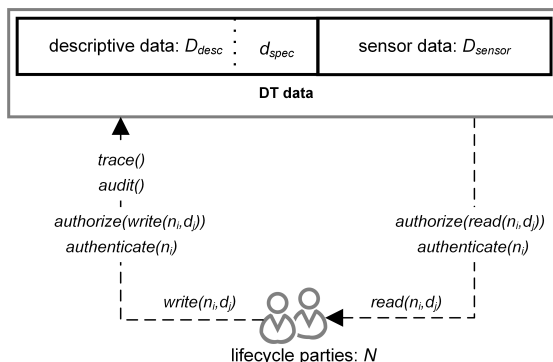 descriptive data: D_desc d_spec sensor data: D_sensor
DT data
trace()
audit()
authorize(write(n_i,d_j)) authorize(read(n_i,d_j))
authenticate(n_i) authenticate(n_i)
write(n_i,d_j) read(n_i,d_j)
lifecycle parties: N